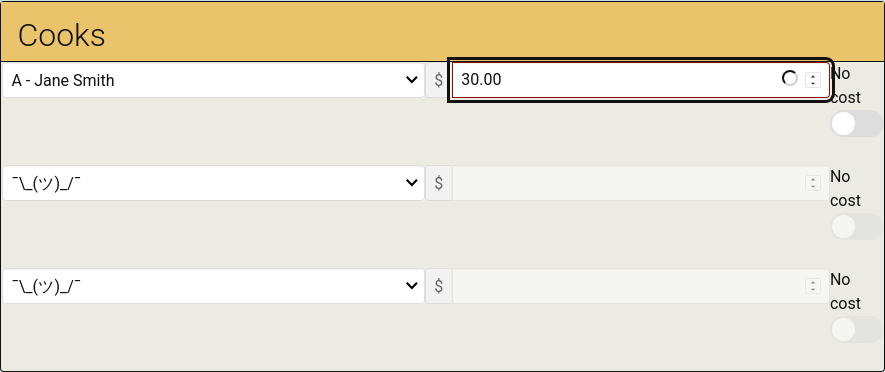 Cooks
A - Jane Smith $ 30.00 No cost
¯\_(ツ)_/¯ $ No cost
¯\_(ツ)_/¯ $ No cost